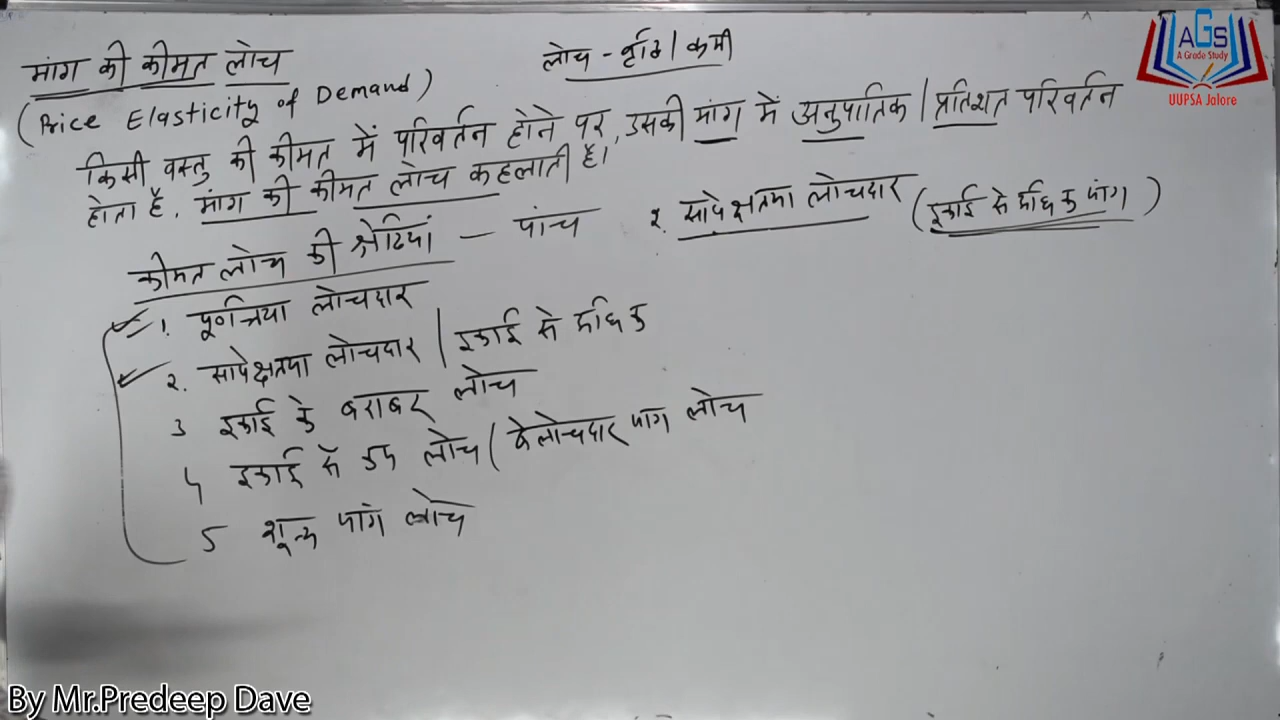 मांग की कीमत लोच
(Price Elasticity of Demand)
लोच - वृद्धि / कमी
AGS
A Grade Study
UUPSA Jalore
किसी वस्तु की कीमत में परिवर्तन होने पर, उसकी मांग में अनुपातिक / प्रतिशत परिवर्तन
होता है, मांग की कीमत लोच कहलाती है।
कीमत लोच की श्रेणियां — पांच
1. पूर्णतया लोचदार
२. सापेक्षतया लोचदार / इकाई से अधिक
3 इकाई के बराबर लोच
4 इकाई से कम लोच / बेलोचदार मांग लोच
5 शून्य मांग लोच
२. सापेक्षतया लोचदार (इकाई से अधिक मांग)
By Mr.Predeep Dave